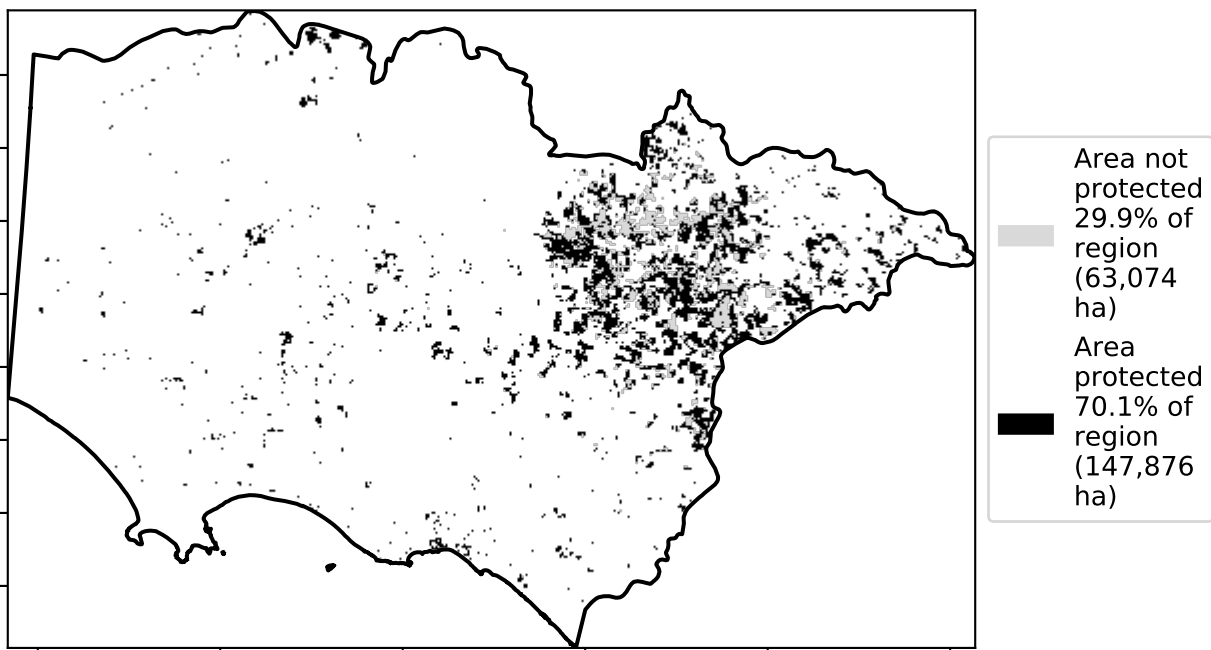 Area not
protected
29.9% of
region
(63,074
ha)
Area
protected
70.1% of
region
(147,876
ha)